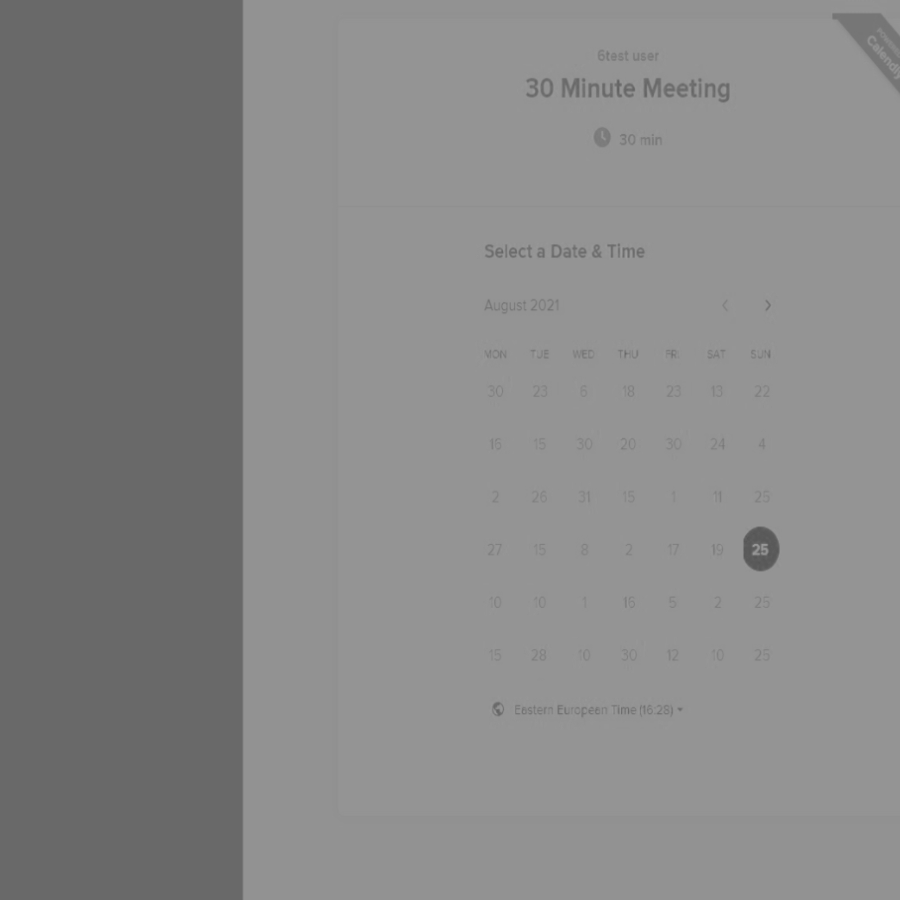 POWERED BY
Calendly
6test user
30 Minute Meeting
30 min
Select a Date & Time
August 2021
MON TUE WED THU FRI SAT SUN
30 23 6 18 23 13 22
16 15 30 20 30 24 4
2 26 31 15 1 11 25
27 15 8 2 17 19 25
10 10 1 16 5 2 25
15 28 10 30 12 10 25
Eastern European Time (16:28)